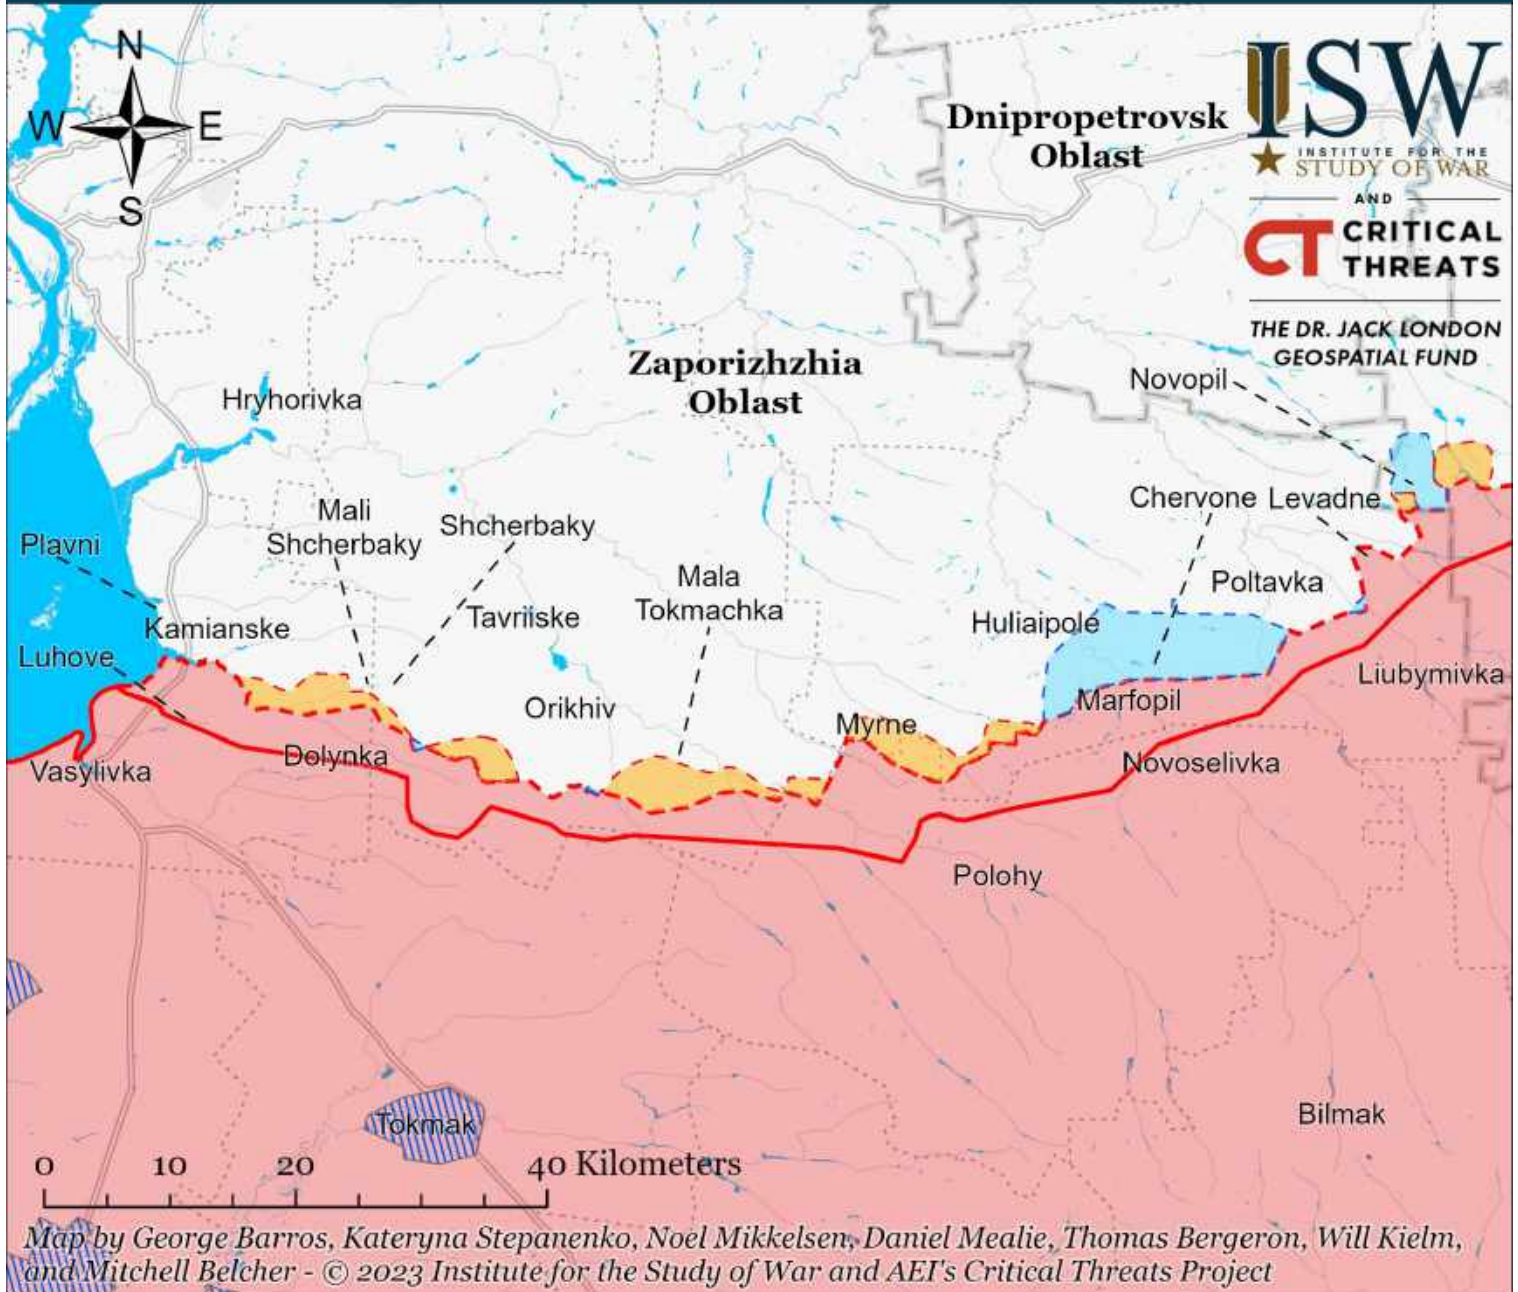 N
W E
S
ISW
INSTITUTE FOR THE
STUDY OF WAR
AND
CT CRITICAL
THREATS
THE DR. JACK LONDON
GEOSPATIAL FUND
Dnipropetrovsk
Oblast
Zaporizhzhia
Oblast
Novopil
Hryhorivka
Chervone
Levadne
Mali
Shcherbaky
Shcherbaky
Plavni
Mala
Tokmachka
Poltavka
Tavriiske
Huliaipole
Kamianske
Luhove
Liubymivka
Orikhiv
Marfopil
Myrne
Dolynka
Vasylivka
Novoselivka
Polohy
Bilmak
Tokmak
0 10 20 40 Kilometers
Map by George Barros, Kateryna Stepanenko, Noel Mikkelsen, Daniel Mealie, Thomas Bergeron, Will Kielm,
and Mitchell Belcher - © 2023 Institute for the Study of War and AEI's Critical Threats Project